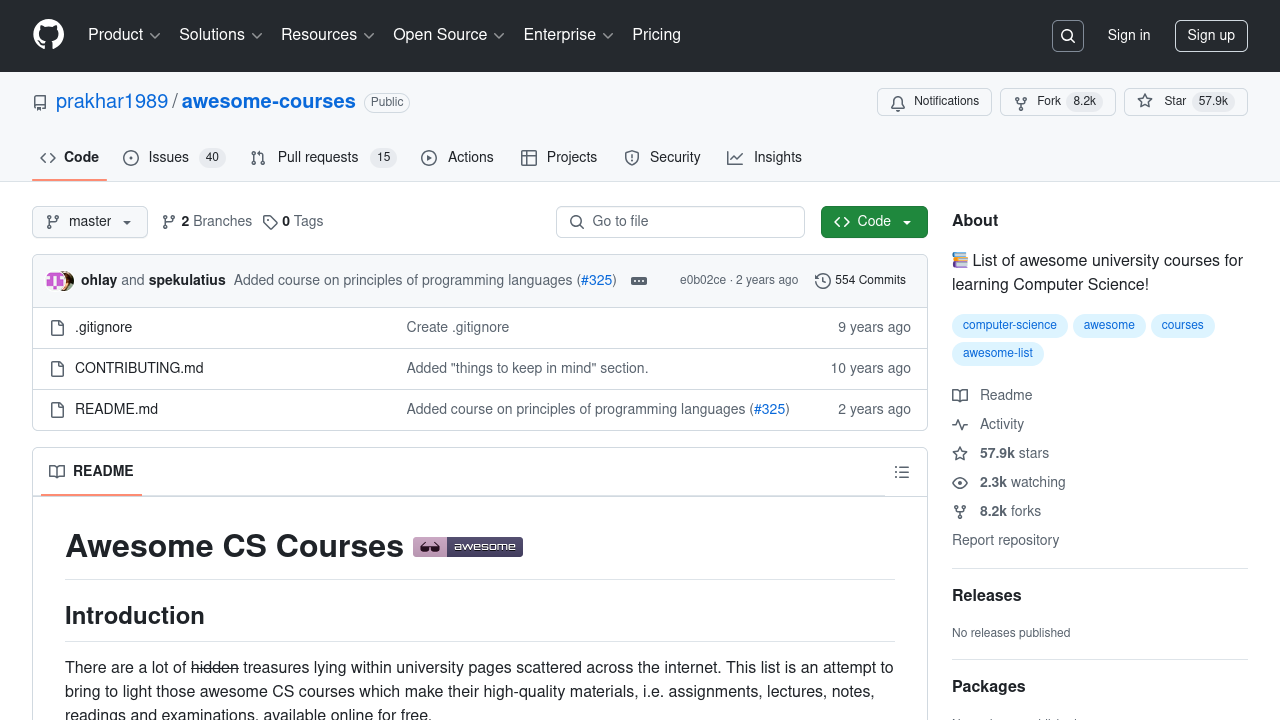 Product Solutions Resources Open Source Enterprise Pricing Sign in Sign up
prakhar1989 / awesome-courses Public Notifications Fork 8.2k Star 57.9k
Code Issues 40 Pull requests 15 Actions Projects Security Insights
master 2 Branches 0 Tags Go to file Code
ohlay and spekulatius Added course on principles of programming languages (#325) e0b02ce · 2 years ago 554 Commits
.gitignore Create .gitignore 9 years ago
CONTRIBUTING.md Added "things to keep in mind" section. 10 years ago
README.md Added course on principles of programming languages (#325) 2 years ago
README
Awesome CS Courses awesome
Introduction
There are a lot of hidden treasures lying within university pages scattered across the internet. This list is an attempt to
bring to light those awesome CS courses which make their high-quality materials, i.e. assignments, lectures, notes,
readings and examinations, available online for free.
About
📚 List of awesome university courses for
learning Computer Science!
computer-science awesome courses
awesome-list
Readme
Activity
57.9k stars
2.3k watching
8.2k forks
Report repository
Releases
No releases published
Packages